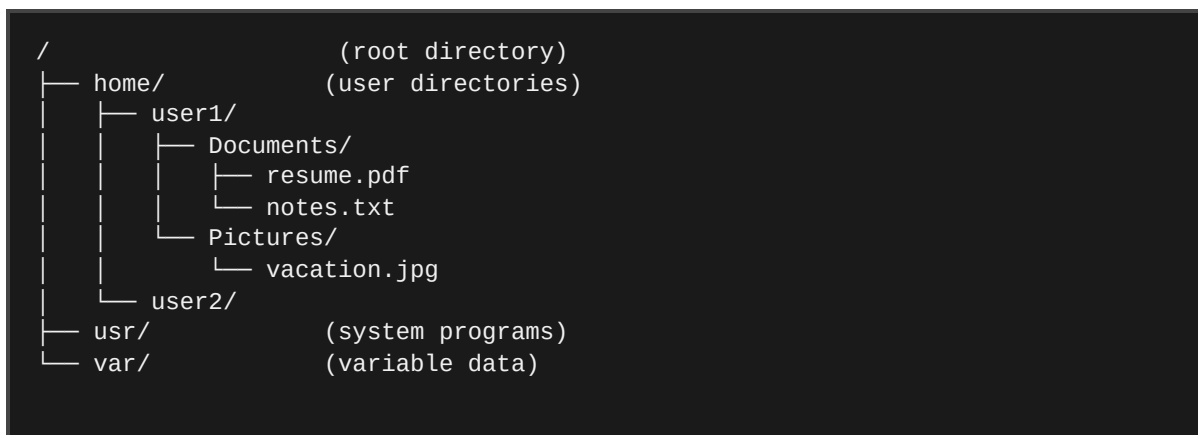 /                    (root directory)
├── home/           (user directories)
│   ├── user1/
│   │   ├── Documents/
│   │   │   ├── resume.pdf
│   │   │   └── notes.txt
│   │   └── Pictures/
│   │       └── vacation.jpg
│   └── user2/
├── usr/            (system programs)
└── var/            (variable data)